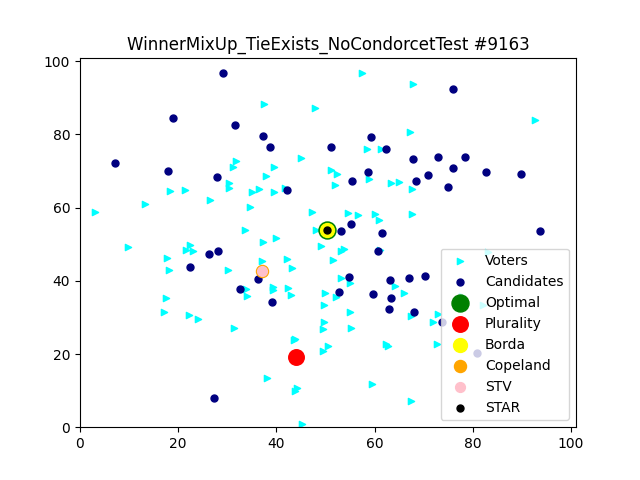 WinnerMixUp_TieExists_NoCondorcetTest #9163
100
80
60
40
20
0
0 20 40 60 80 100
Voters
Candidates
Optimal
Plurality
Borda
Copeland
STV
STAR